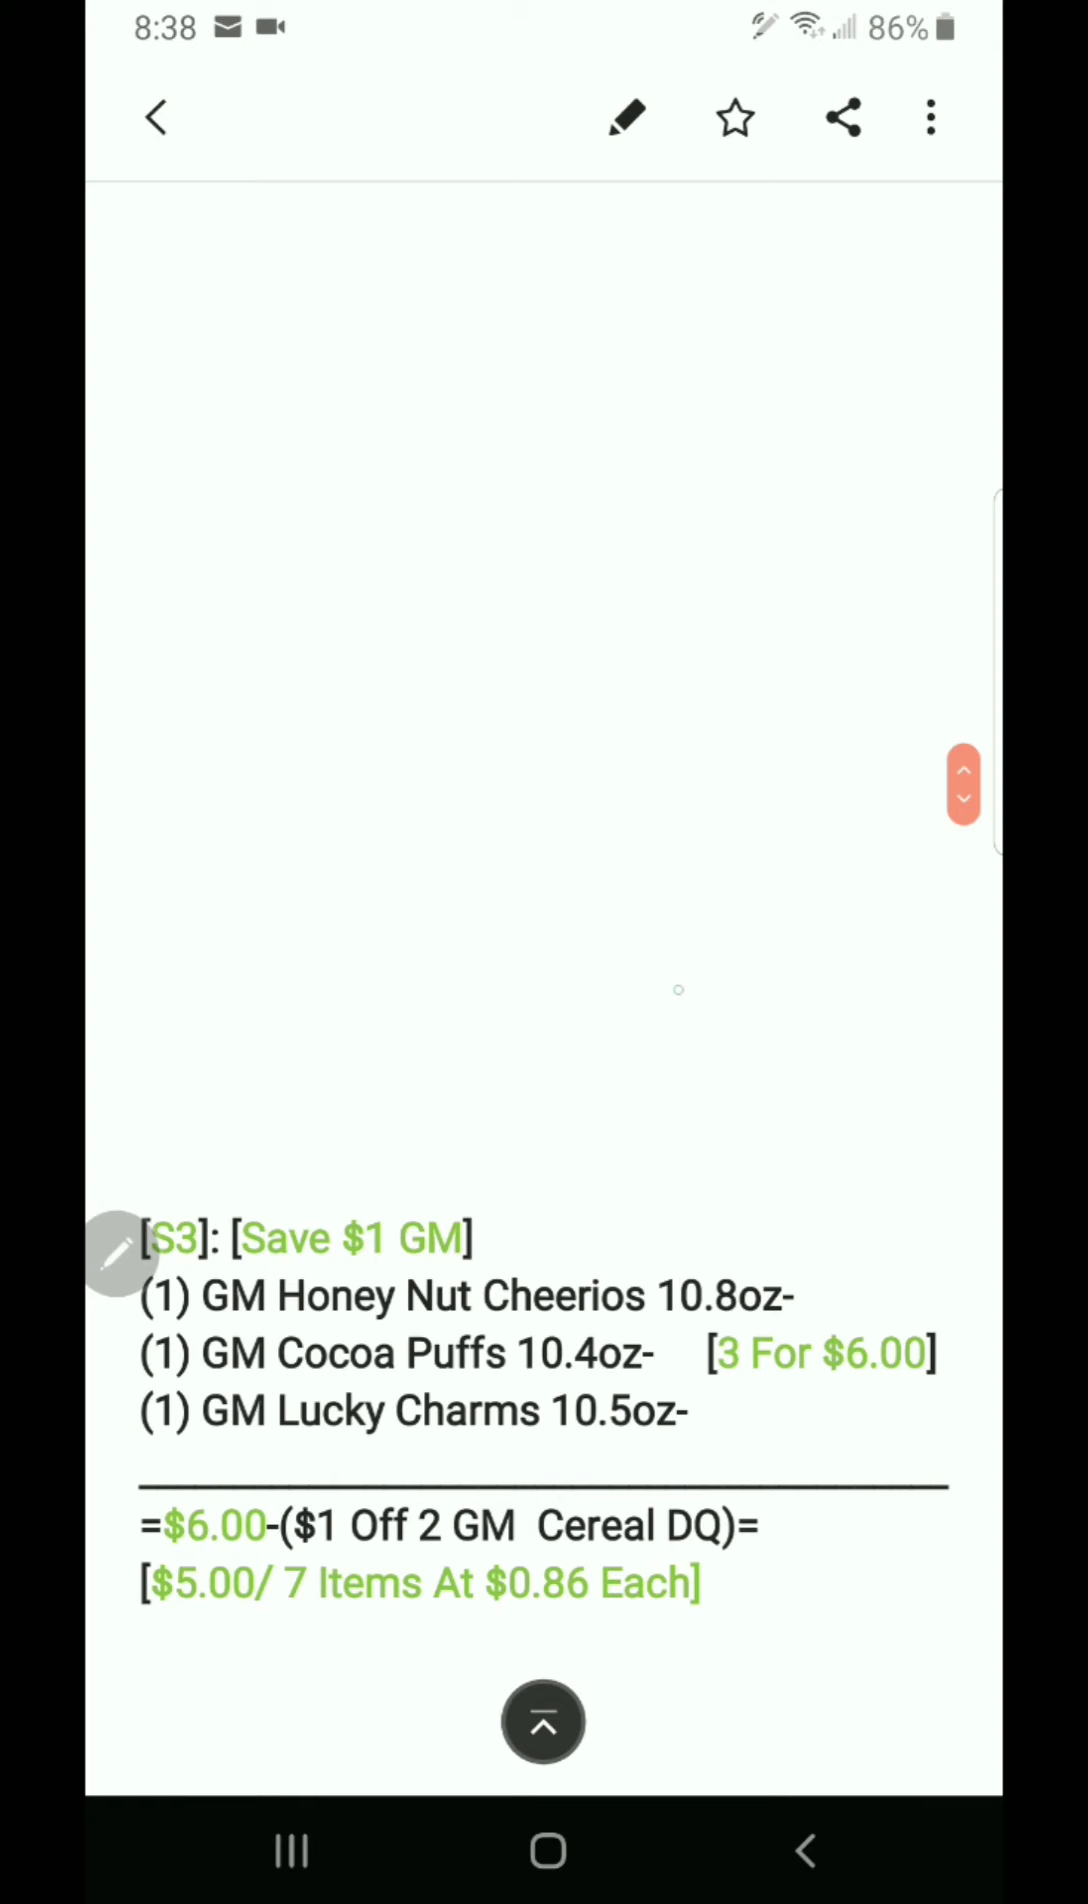 8:38 86%
[S3]: [Save $1 GM]
(1) GM Honey Nut Cheerios 10.8oz-
(1) GM Cocoa Puffs 10.4oz- [3 For $6.00]
(1) GM Lucky Charms 10.5oz-
=$6.00-($1 Off 2 GM Cereal DQ)=
[$5.00/ 7 Items At $0.86 Each]